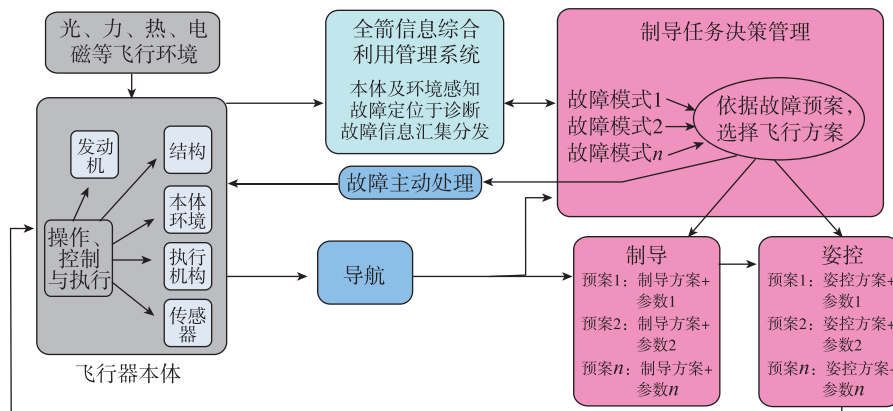 光、力、热、电
磁等飞行环境
全箭信息综合
利用管理系统
本体及环境感知
故障定位于诊断
故障信息汇集分发
制导任务决策管理
故障模式1
故障模式2
故障模式n
依据故障预案,
选择飞行方案
发动
机
结构
本体
环境
操作、
控制
与执行
执行
机构
传感
器
飞行器本体
故障主动处理
导航
制导
预案1：制导方案+
参数1
预案2：制导方案+
参数2
预案n：制导方案+
参数n
姿控
预案1：姿控方案+
参数1
预案2：姿控方案+
参数2
预案n：姿控方案+
参数n